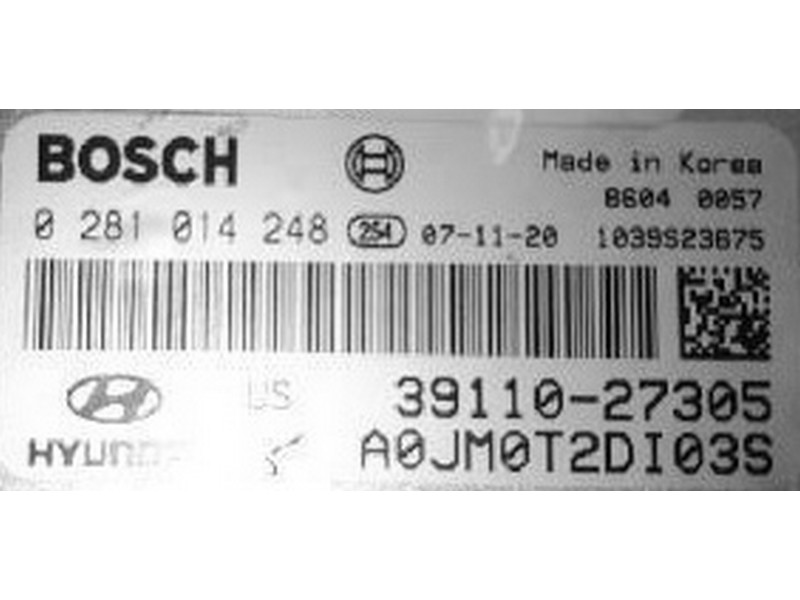 BOSCH
Made in Korea
8604 0057
0 281 014 248 254 07-11-20 1039S23675
US 39110-27305
HYUNDAI A0JM0T2DI03S